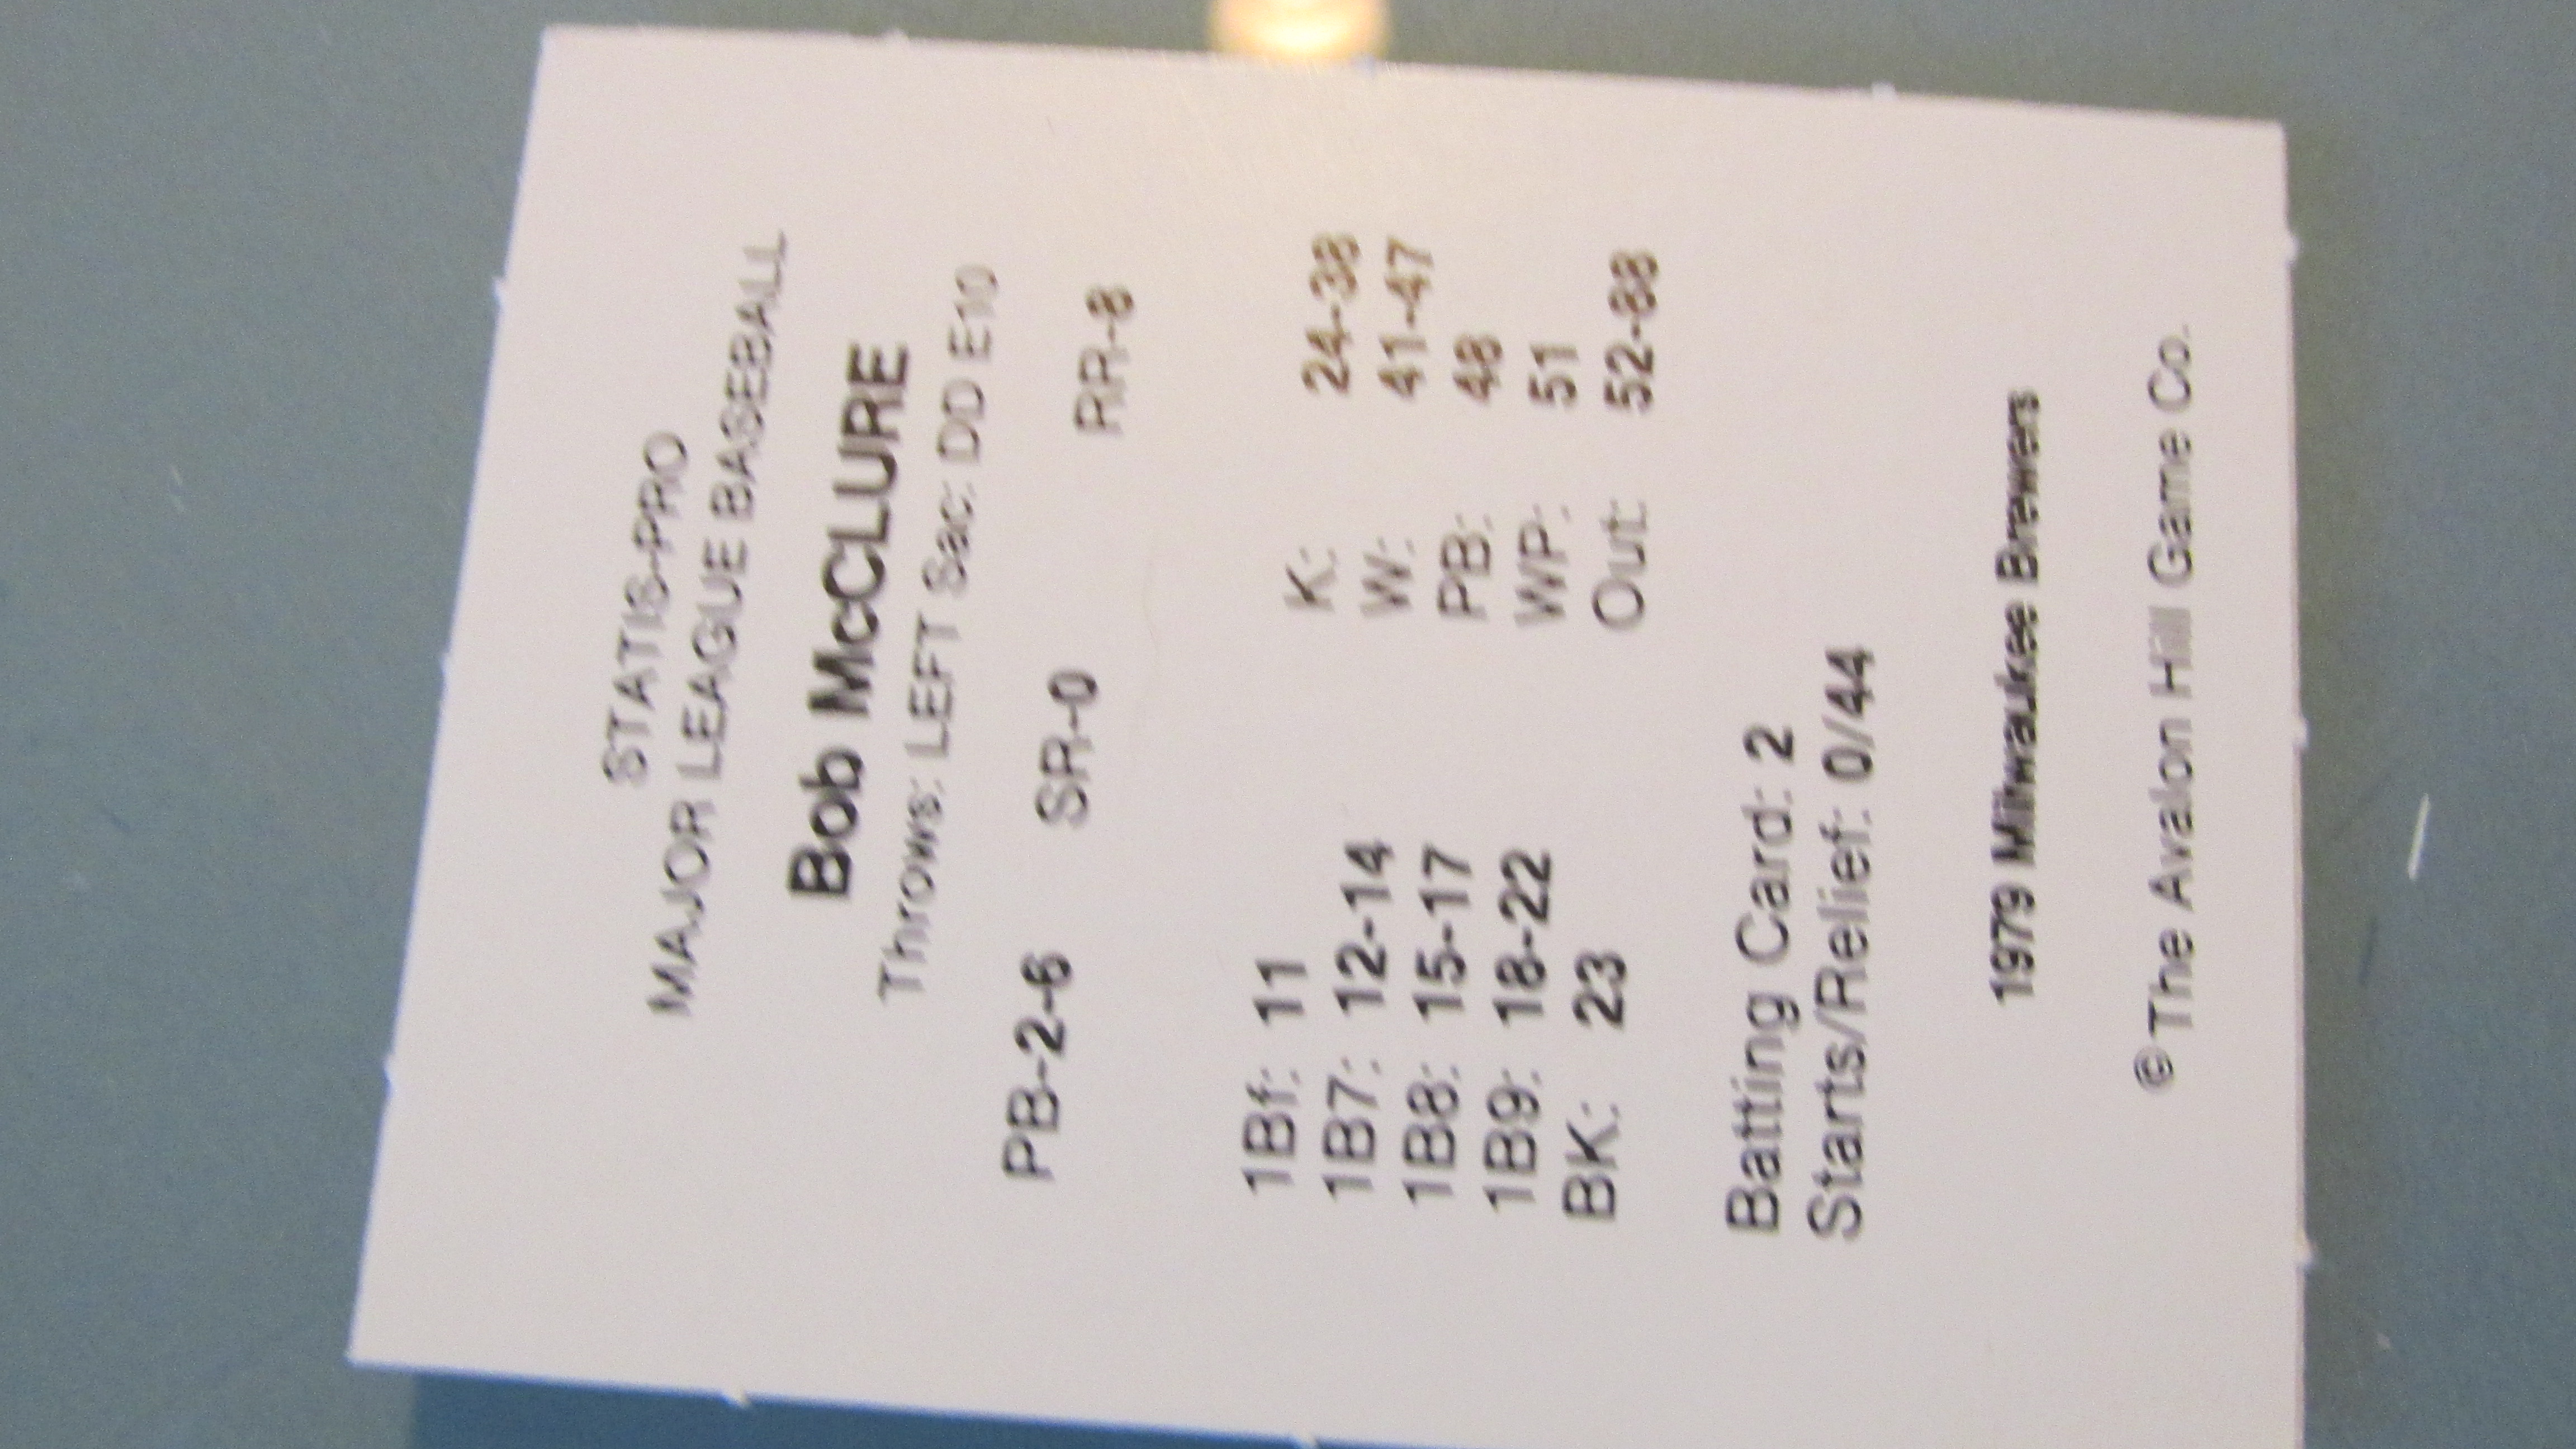 STATIS-PRO
MAJOR LEAGUE BASEBALL
Bob McCLURE
Throws: LEFT Sac: DD E10
PB-2-6 SR-0 RR-8
1Bf: 11 K: 24-38
1B7: 12-14 W: 41-47
1B8: 15-17 PB: 48
1B9: 18-22 WP: 51
BK: 23 Out: 52-88
Batting Card: 2
Starts/Relief: 0/44
1979 Milwaukee Brewers
© The Avalon Hill Game Co.